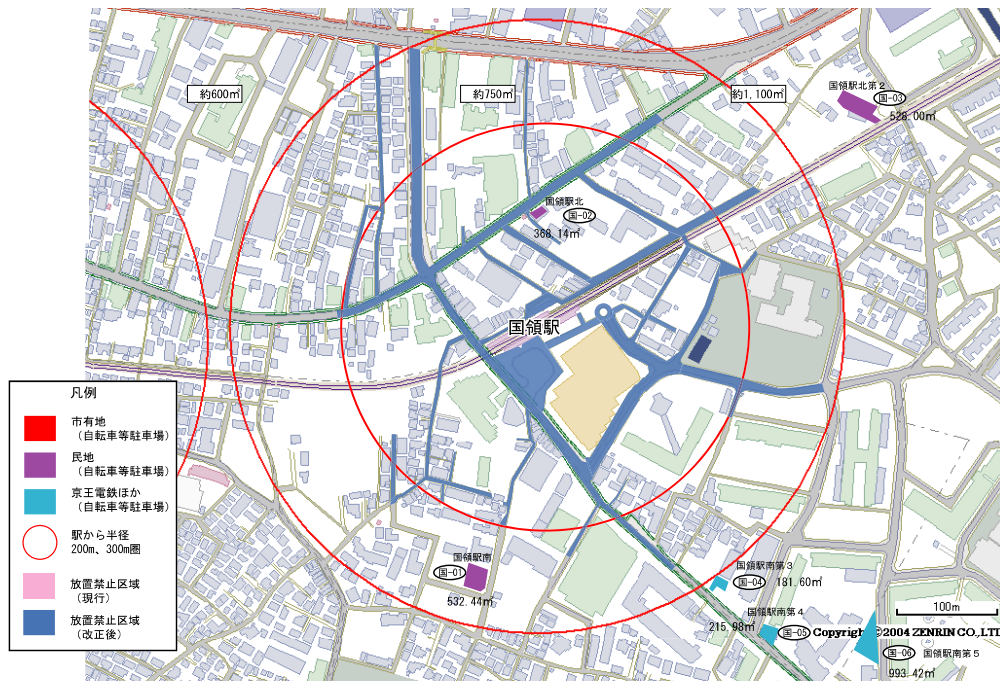 約600㎡
約750㎡
約1,100㎡
国領駅北第2
国-03
528.00㎡
国領駅北
国-02
368.14㎡
国領駅
凡例
市有地
（自転車等駐車場）
民地
（自転車等駐車場）
京王電鉄ほか
（自転車等駐車場）
駅から半径
200m、300m圏
放置禁止区域
（現行）
放置禁止区域
（改正後）
国領駅南
国-01
532.44㎡
国領駅南第3
国-04
181.60㎡
国領駅南第4
215.98㎡
国-05
100m
Copyright ©2004 ZENRIN CO.,LTD
国-06
国領駅南第5
993.42㎡